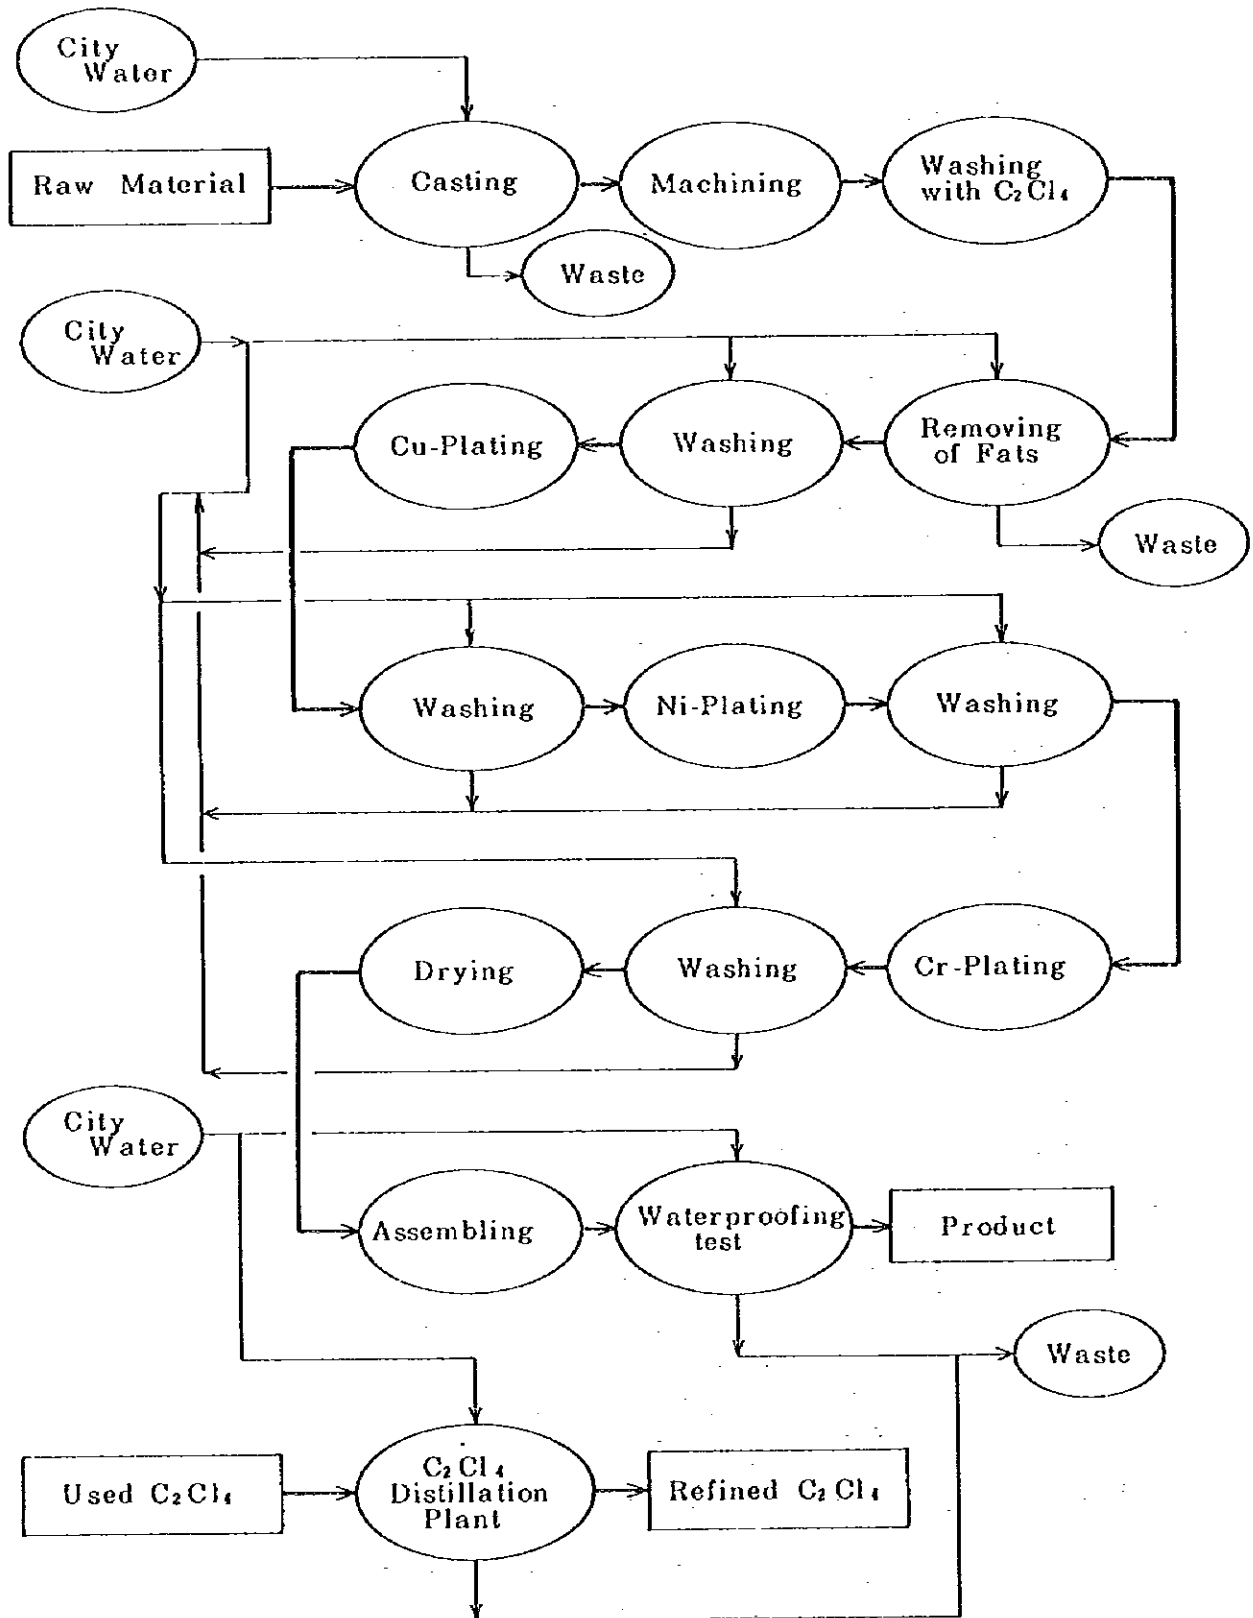 City
Water
Raw Material
Casting
Machining
Washing
with C₂Cl₄
Waste
City
Water
Cu-Plating
Washing
Removing
of Fats
Waste
Washing
Ni-Plating
Washing
Drying
Washing
Cr-Plating
City
Water
Assembling
Waterproofing
test
Product
Waste
Used C₂Cl₄
C₂Cl₄
Distillation
Plant
Refined C₂Cl₄